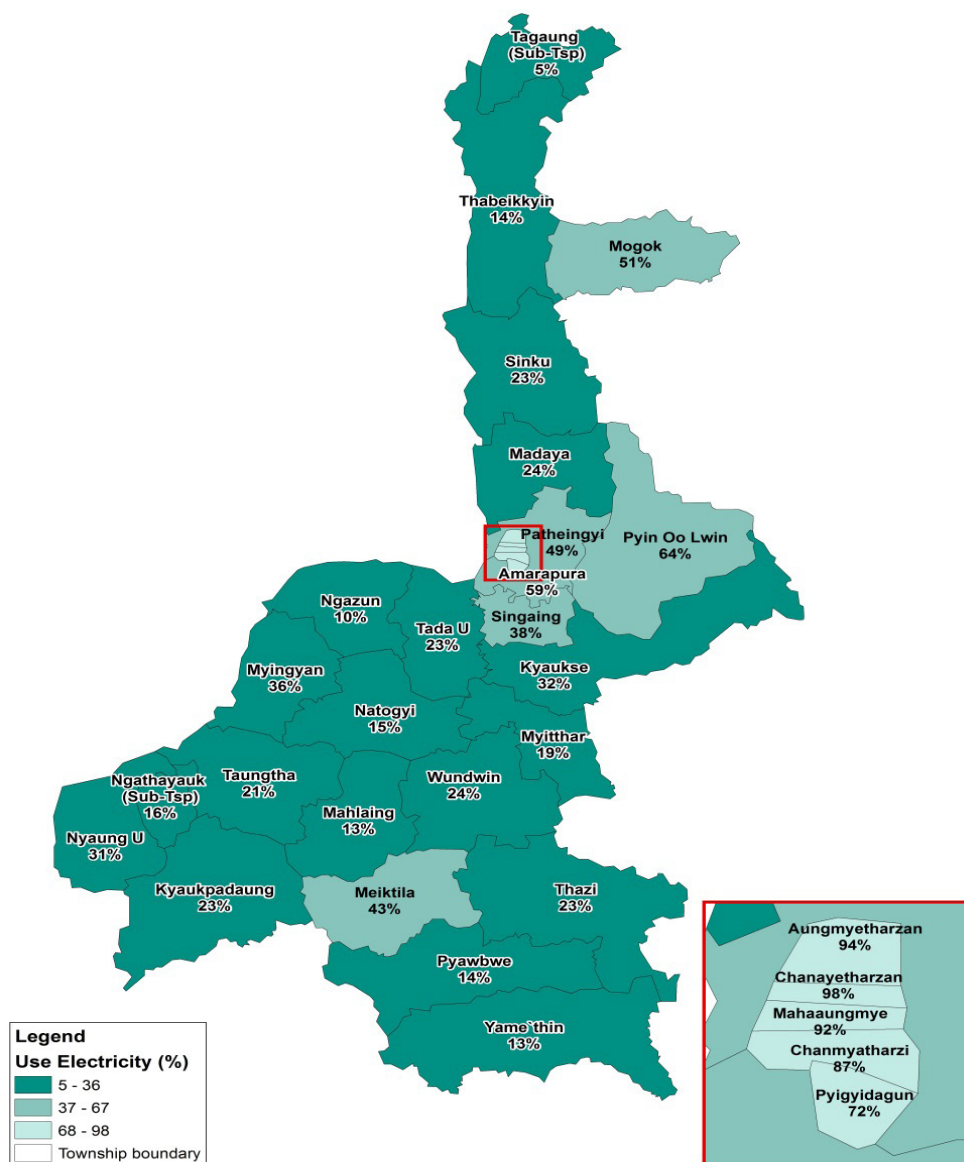 Tagaung
(Sub-Tsp)
5%
Thabeikkyin
14%
Mogok
51%
Sinku
23%
Madaya
24%
Patheingyi
49%
Pyin Oo Lwin
64%
Amarapura
59%
Singaing
38%
Ngazun
10%
Tada U
23%
Kyaukse
32%
Myingyan
36%
Natogyi
15%
Myitthar
19%
Ngathayauk
(Sub-Tsp)
16%
Taungtha
21%
Wundwin
24%
Mahlaing
13%
Nyaung U
31%
Kyaukpadaung
23%
Meiktila
43%
Thazi
23%
Pyawbwe
14%
Yame`thin
13%
Aungmyetharzan
94%
Chanayetharzan
98%
Mahaaungmye
92%
Chanmyatharzi
87%
Pyigyidagun
72%
Legend
Use Electricity (%)
5 - 36
37 - 67
68 - 98
Township boundary